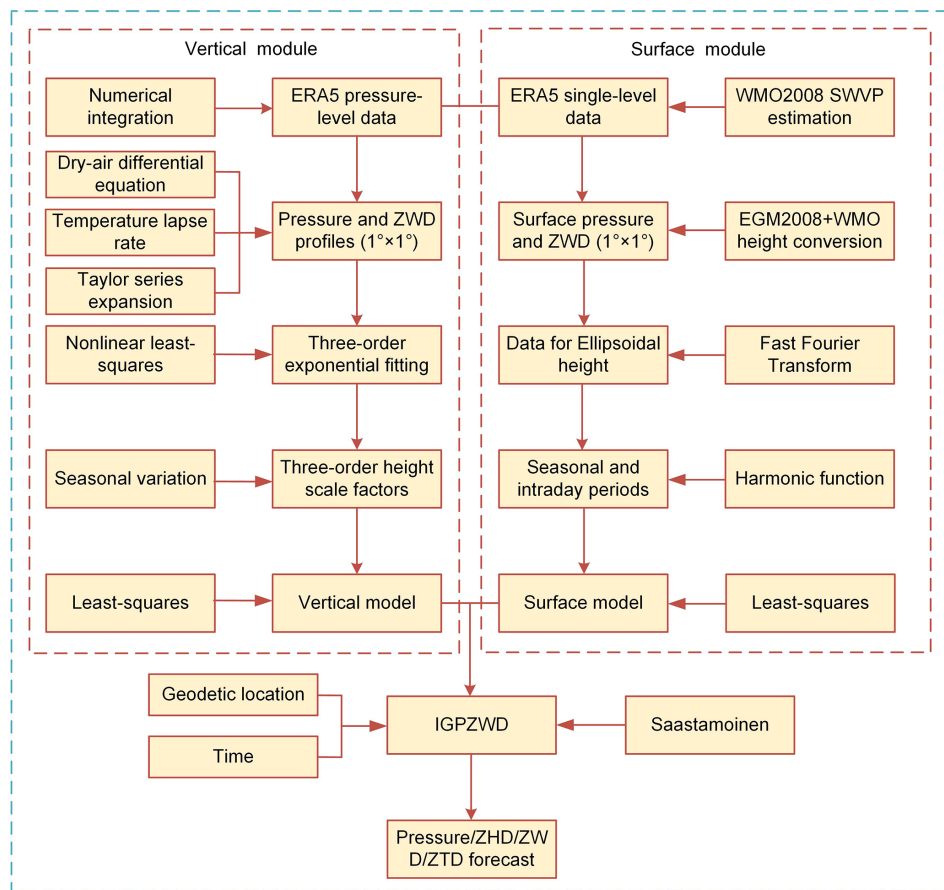 Vertical module
Surface module
Numerical
integration
ERA5 pressure-
level data
ERA5 single-level
data
WMO2008 SWVP
estimation
Dry-air differential
equation
Temperature lapse
rate
Taylor series
expansion
Pressure and ZWD
profiles (1°×1°)
Surface pressure
and ZWD (1°×1°)
EGM2008+WMO
height conversion
Nonlinear least-
squares
Three-order
exponential fitting
Data for Ellipsoidal
height
Fast Fourier
Transform
Seasonal variation
Three-order height
scale factors
Seasonal and
intraday periods
Harmonic function
Least-squares
Vertical model
Surface model
Least-squares
Geodetic location
Time
IGPZWD
Saastamoinen
Pressure/ZHD/ZW
D/ZTD forecast